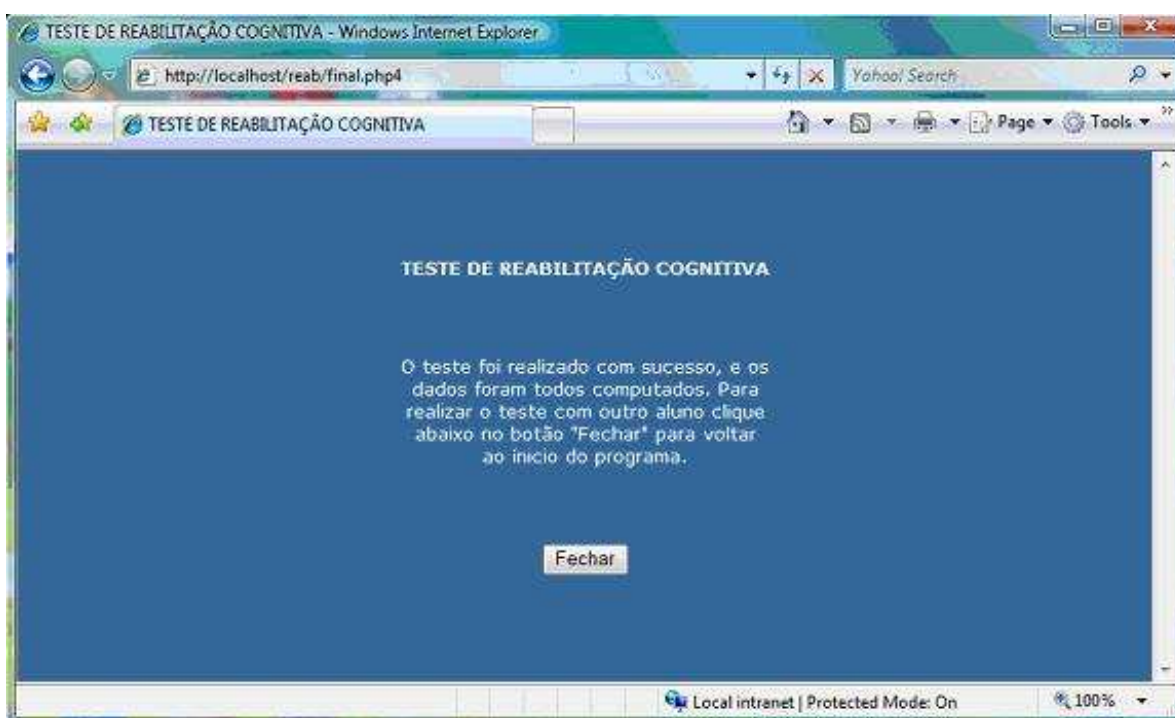 TESTE DE REABILITAÇÃO COGNITIVA - Windows Internet Explorer
http://localhost/reab/final.php4
Yahoo! Search
TESTE DE REABILITAÇÃO COGNITIVA
Page
Tools
TESTE DE REABILITAÇÃO COGNITIVA
O teste foi realizado com sucesso, e os
dados foram todos computados. Para
realizar o teste com outro aluno clique
abaixo no botão "Fechar" para voltar
ao inicio do programa.
Fechar
Local intranet | Protected Mode: On
100%